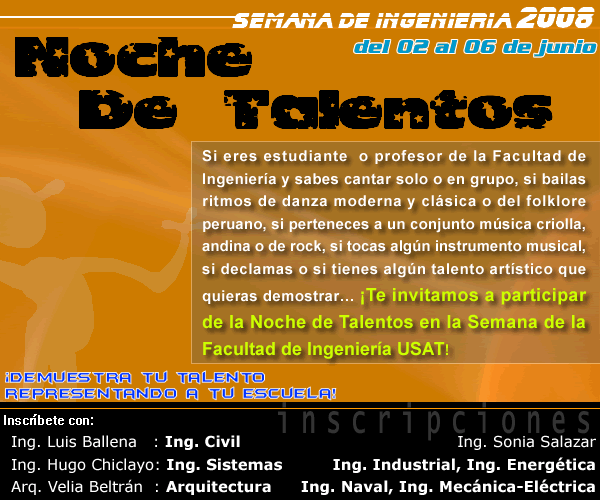 SEMANA DE INGENIERIA 2008
del 02 al 06 de junio
Noche
De Talentos
Si eres estudiante o profesor de la Facultad de
Ingeniería y sabes cantar solo o en grupo, si bailas
ritmos de danza moderna y clásica o del folklore
peruano, si perteneces a un conjunto música criolla,
andina o de rock, si tocas algún instrumento musical,
si declamas o si tienes algún talento artístico que
quieras demostrar... ¡Te invitamos a participar
de la Noche de Talentos en la Semana de la
Facultad de Ingeniería USAT!
¡DEMUESTRA TU TALENTO
REPRESENTANDO A TU ESCUELA!
inscripciones
Inscríbete con:
Ing. Luis Ballena : Ing. Civil
Ing. Sonia Salazar
Ing. Hugo Chiclayo: Ing. Sistemas
Ing. Industrial, Ing. Energética
Arq. Velia Beltrán : Arquitectura
Ing. Naval, Ing. Mecánica-Eléctrica